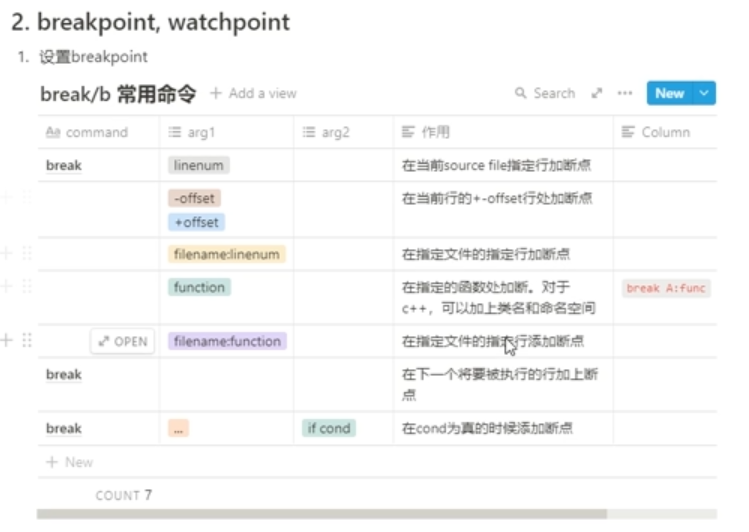 2. breakpoint, watchpoint
1. 设置breakpoint
break/b 常用命令 + Add a view Search ... New
Aa command arg1 arg2 作用 Column
break linenum 在当前source file指定行加断点
-offset 在当前行的+-offset行处加断点
+offset
filename:linenum 在指定文件的指定行加断点
function 在指定的函数处加断。对于 break A:func
c++，可以加上类名和命名空间
OPEN filename:function 在指定文件的指定行添加断点
break 在下一个将要被执行的行加上断
点
break ... if cond 在cond为真的时候添加断点
+ New
COUNT 7